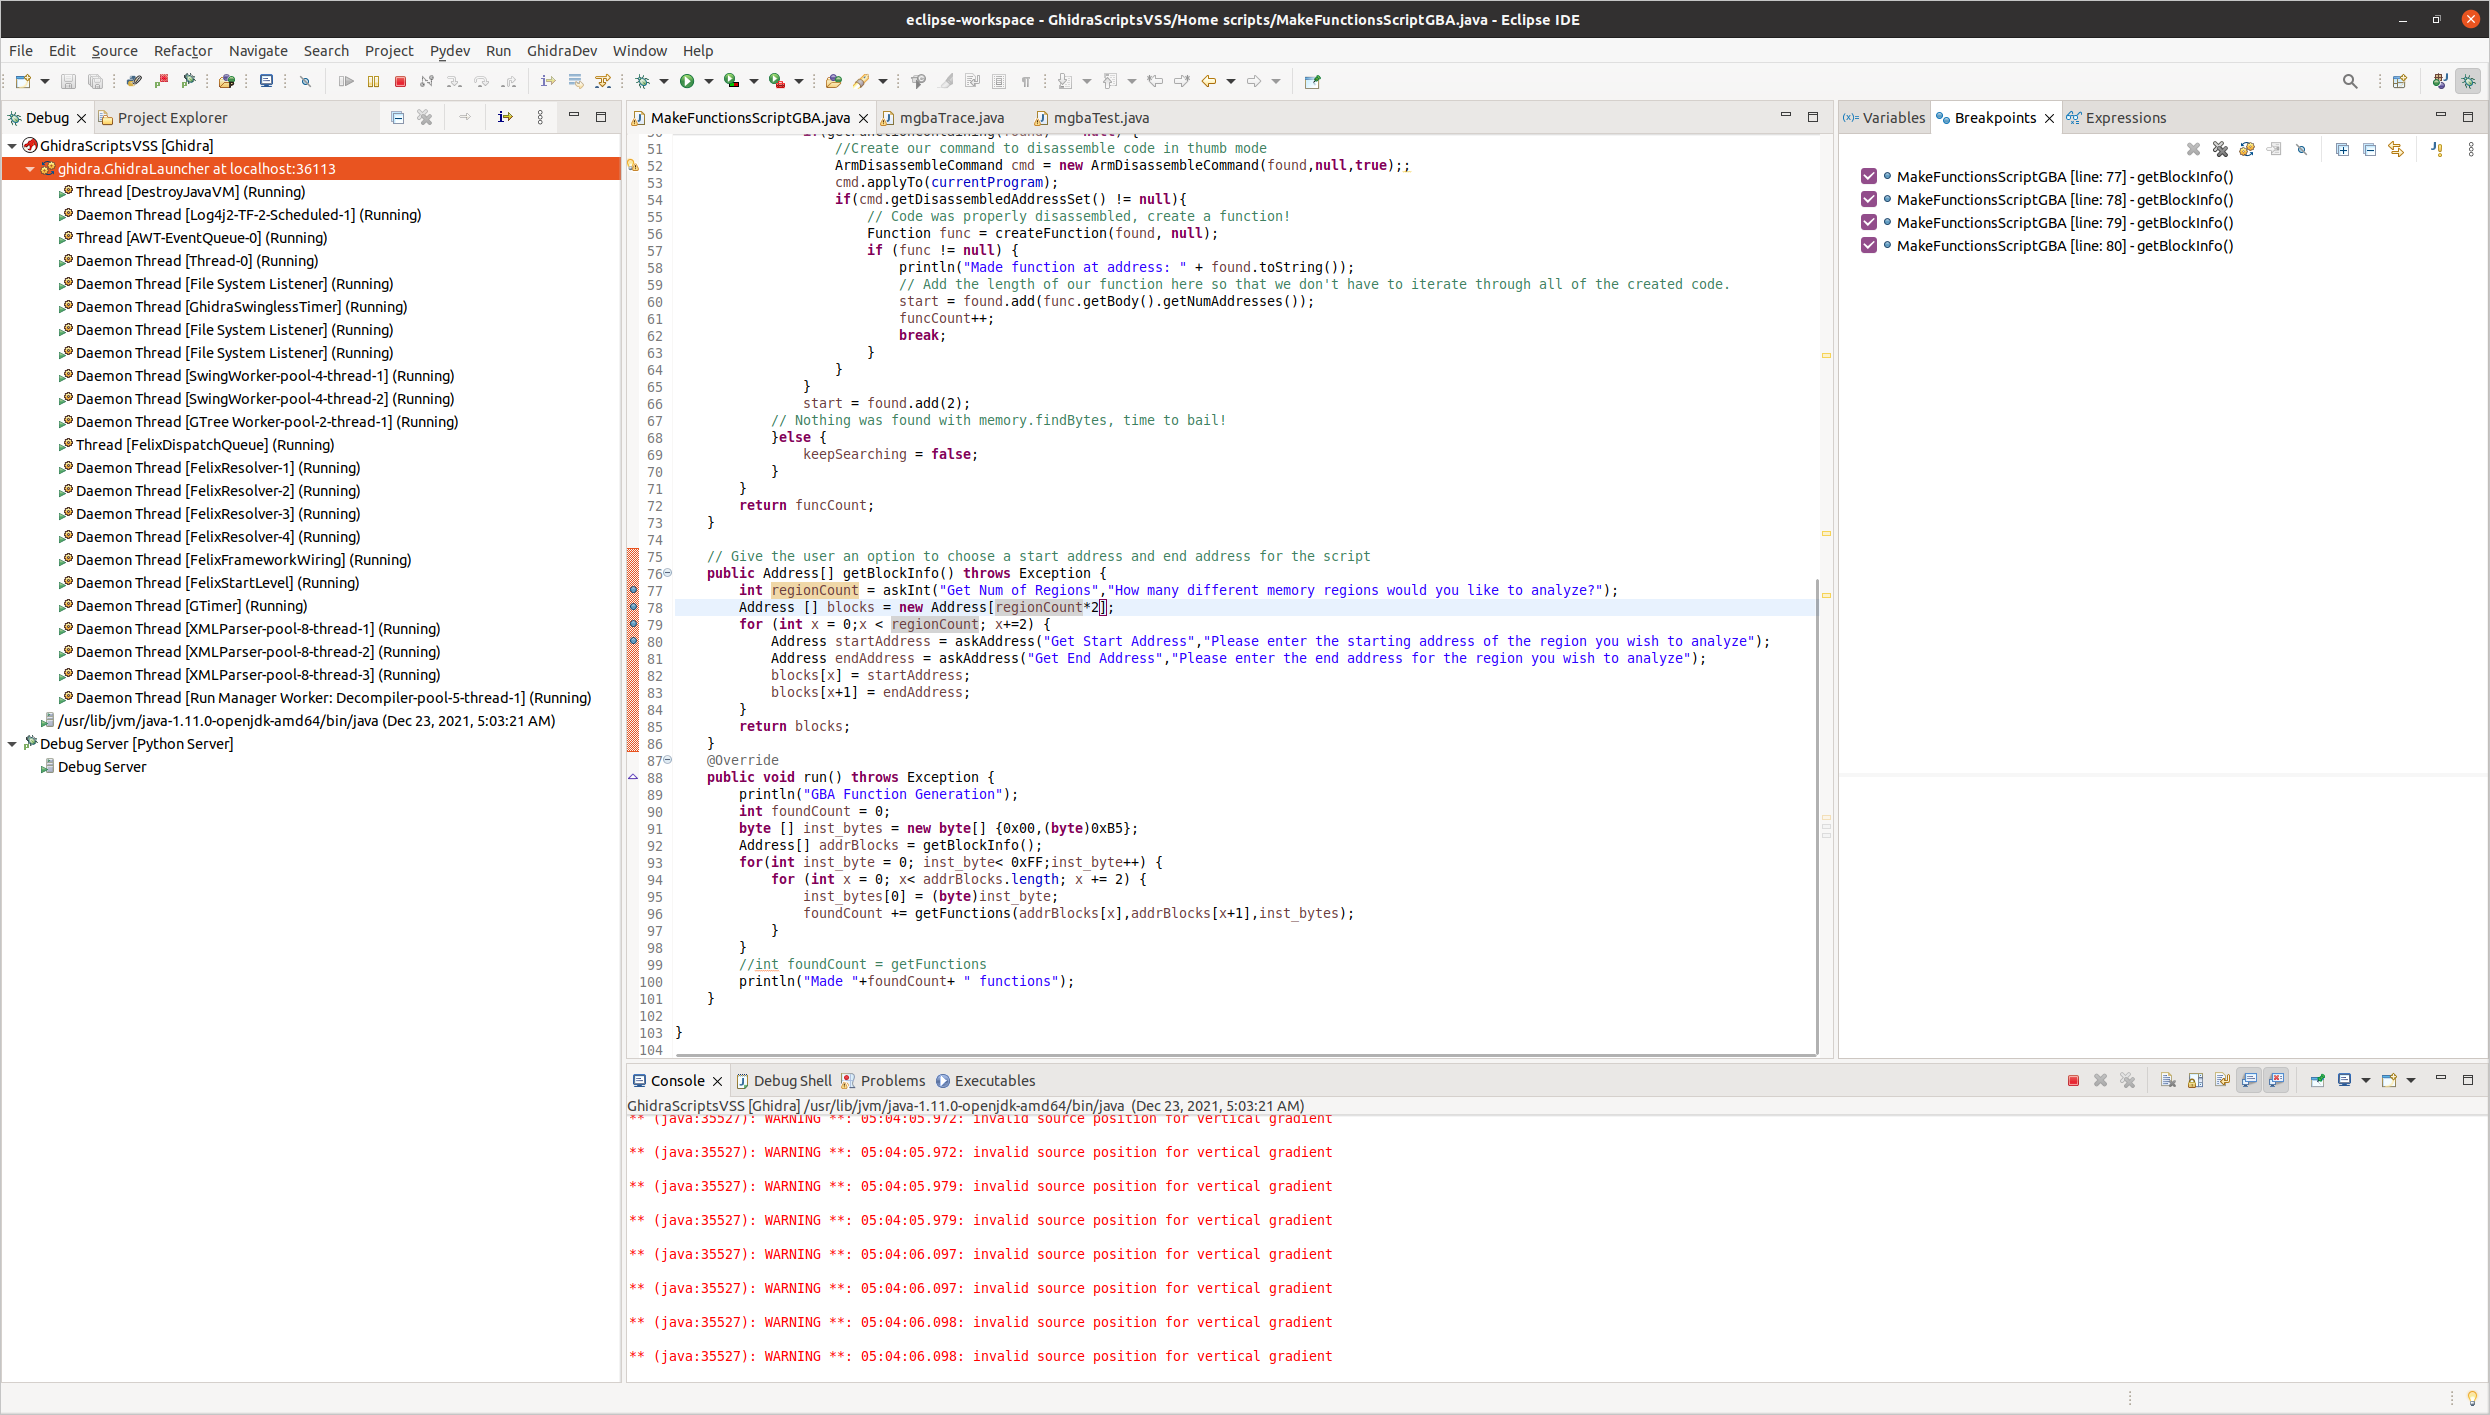 eclipse-workspace - GhidraScriptsVSS/Home scripts/MakeFunctionsScriptGBA.java - Eclipse IDE
File Edit Source Refactor Navigate Search Project Pydev Run GhidraDev Window Help
Debug Project Explorer
GhidraScriptsVSS [Ghidra]
ghidra.GhidraLauncher at localhost:36113
Thread [DestroyJavaVM] (Running)
Daemon Thread [Log4j2-TF-2-Scheduled-1] (Running)
Thread [AWT-EventQueue-0] (Running)
Daemon Thread [Thread-0] (Running)
Daemon Thread [File System Listener] (Running)
Daemon Thread [GhidraSwinglessTimer] (Running)
Daemon Thread [File System Listener] (Running)
Daemon Thread [File System Listener] (Running)
Daemon Thread [SwingWorker-pool-4-thread-1] (Running)
Daemon Thread [SwingWorker-pool-4-thread-2] (Running)
Daemon Thread [GTree Worker-pool-2-thread-1] (Running)
Thread [FelixDispatchQueue] (Running)
Daemon Thread [FelixResolver-1] (Running)
Daemon Thread [FelixResolver-2] (Running)
Daemon Thread [FelixResolver-3] (Running)
Daemon Thread [FelixResolver-4] (Running)
Daemon Thread [FelixFrameworkWiring] (Running)
Daemon Thread [FelixStartLevel] (Running)
Daemon Thread [GTimer] (Running)
Daemon Thread [XMLParser-pool-8-thread-1] (Running)
Daemon Thread [XMLParser-pool-8-thread-2] (Running)
Daemon Thread [XMLParser-pool-8-thread-3] (Running)
Daemon Thread [Run Manager Worker: Decompiler-pool-5-thread-1] (Running)
/usr/lib/jvm/java-1.11.0-openjdk-amd64/bin/java (Dec 23, 2021, 5:03:21 AM)
Debug Server [Python Server]
Debug Server
MakeFunctionsScriptGBA.java mgbaTrace.java mgbaTest.java
51 //Create our command to disassemble code in thumb mode
52 ArmDisassembleCommand cmd = new ArmDisassembleCommand(found,null,true);;
53 cmd.applyTo(currentProgram);
54 if(cmd.getDisassembledAddressSet() != null){
55 // Code was properly disassembled, create a function!
56 Function func = createFunction(found, null);
57 if (func != null) {
58 println("Made function at address: " + found.toString());
59 // Add the length of our function here so that we don't have to iterate through all of the created code.
60 start = found.add(func.getBody().getNumAddresses());
61 funcCount++;
62 break;
63 }
64 }
65 }
66 start = found.add(2);
67 // Nothing was found with memory.findBytes, time to bail!
68 }else {
69 keepSearching = false;
70 }
71 }
72 return funcCount;
73 }
74
75 // Give the user an option to choose a start address and end address for the script
76 public Address[] getBlockInfo() throws Exception {
77 int regionCount = askInt("Get Num of Regions","How many different memory regions would you like to analyze?");
78 Address [] blocks = new Address[regionCount*2];
79 for (int x = 0;x < regionCount; x+=2) {
80 Address startAddress = askAddress("Get Start Address","Please enter the starting address of the region you wish to analyze");
81 Address endAddress = askAddress("Get End Address","Please enter the end address for the region you wish to analyze");
82 blocks[x] = startAddress;
83 blocks[x+1] = endAddress;
84 }
85 return blocks;
86 }
87 @Override
88 public void run() throws Exception {
89 println("GBA Function Generation");
90 int foundCount = 0;
91 byte [] inst_bytes = new byte[] {0x00,(byte)0xB5};
92 Address[] addrBlocks = getBlockInfo();
93 for(int inst_byte = 0; inst_byte< 0xFF;inst_byte++) {
94 for (int x = 0; x< addrBlocks.length; x += 2) {
95 inst_bytes[0] = (byte)inst_byte;
96 foundCount += getFunctions(addrBlocks[x],addrBlocks[x+1],inst_bytes);
97 }
98 }
99 //int foundCount = getFunctions
100 println("Made "+foundCount+ " functions");
101 }
102
103 }
104
Variables Breakpoints Expressions
MakeFunctionsScriptGBA [line: 77] - getBlockInfo()
MakeFunctionsScriptGBA [line: 78] - getBlockInfo()
MakeFunctionsScriptGBA [line: 79] - getBlockInfo()
MakeFunctionsScriptGBA [line: 80] - getBlockInfo()
Console Debug Shell Problems Executables
GhidraScriptsVSS [Ghidra] /usr/lib/jvm/java-1.11.0-openjdk-amd64/bin/java (Dec 23, 2021, 5:03:21 AM)
** (java:35527): WARNING **: 05:04:05.972: invalid source position for vertical gradient
** (java:35527): WARNING **: 05:04:05.972: invalid source position for vertical gradient
** (java:35527): WARNING **: 05:04:05.979: invalid source position for vertical gradient
** (java:35527): WARNING **: 05:04:05.979: invalid source position for vertical gradient
** (java:35527): WARNING **: 05:04:06.097: invalid source position for vertical gradient
** (java:35527): WARNING **: 05:04:06.097: invalid source position for vertical gradient
** (java:35527): WARNING **: 05:04:06.098: invalid source position for vertical gradient
** (java:35527): WARNING **: 05:04:06.098: invalid source position for vertical gradient